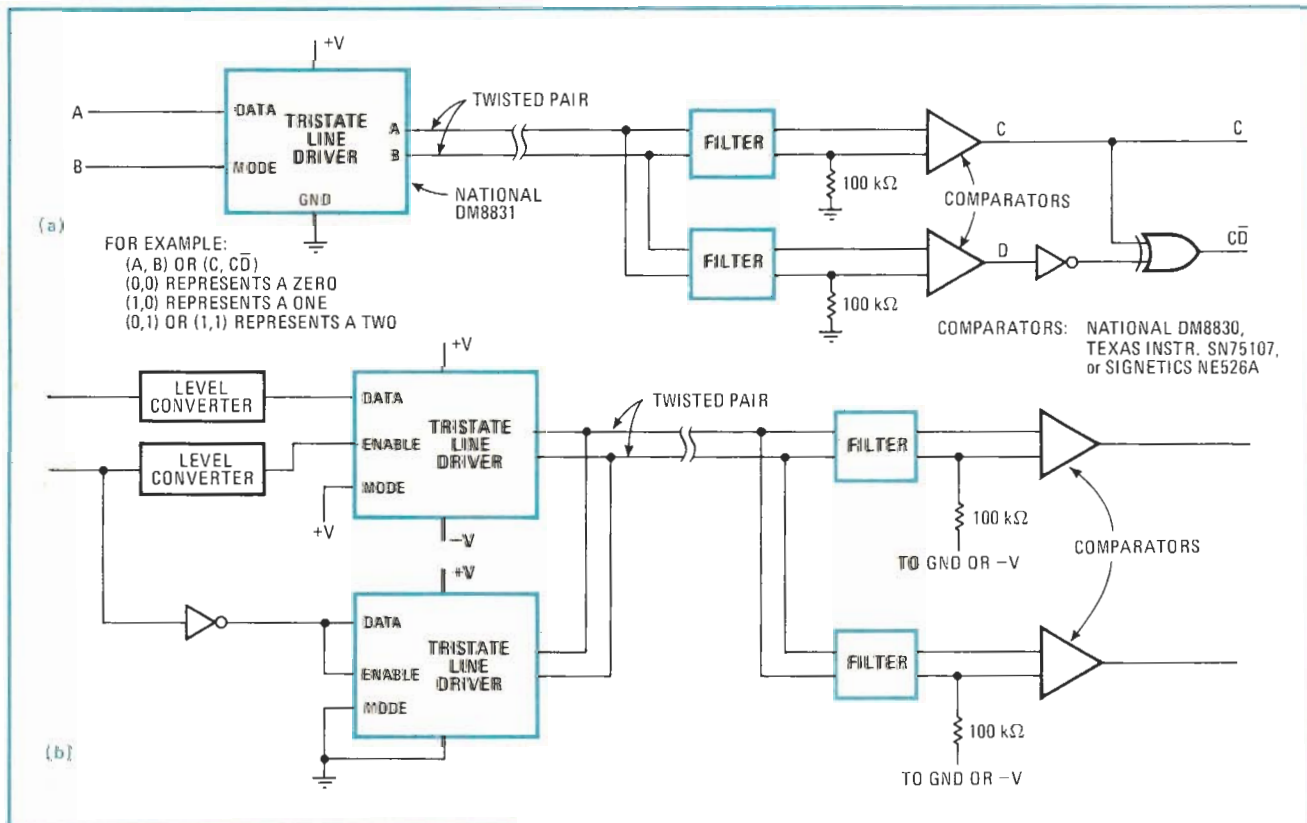 +V
A
DATA
TRISTATE
LINE
DRIVER
A
B
TWISTED PAIR
B
MODE
GND
NATIONAL
DM8831
FILTER
100 kΩ
C
C
COMPARATORS
FILTER
100 kΩ
D
CD̅
(a)
FOR EXAMPLE:
(A, B) OR (C, CD̅)
(0,0) REPRESENTS A ZERO
(1,0) REPRESENTS A ONE
(0,1) OR (1,1) REPRESENTS A TWO
COMPARATORS: NATIONAL DM8830,
TEXAS INSTR. SN75107,
or SIGNETICS NE526A
+V
LEVEL
CONVERTER
DATA
LEVEL
CONVERTER
ENABLE
TRISTATE
LINE
DRIVER
MODE
+V
−V
TWISTED PAIR
FILTER
100 kΩ
TO GND OR −V
COMPARATORS
+V
DATA
ENABLE
TRISTATE
LINE
DRIVER
MODE
FILTER
100 kΩ
TO GND OR −V
(b)